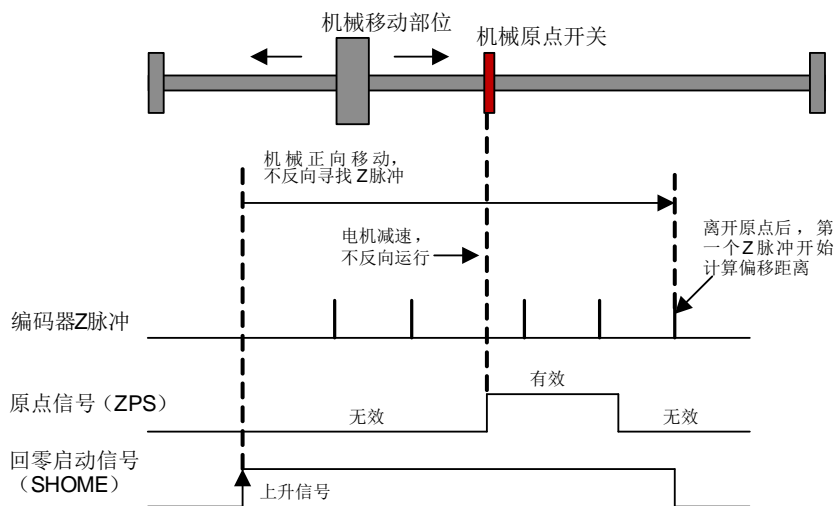 机械移动部位
机械原点开关
机械正向移动，
不反向寻找Z脉冲
电机减速，
不反向运行
离开原点后，第
一个Z脉冲开始
计算偏移距离
编码器Z脉冲
原点信号（ZPS）
无效
有效
无效
回零启动信号
（SHOME）
上升信号